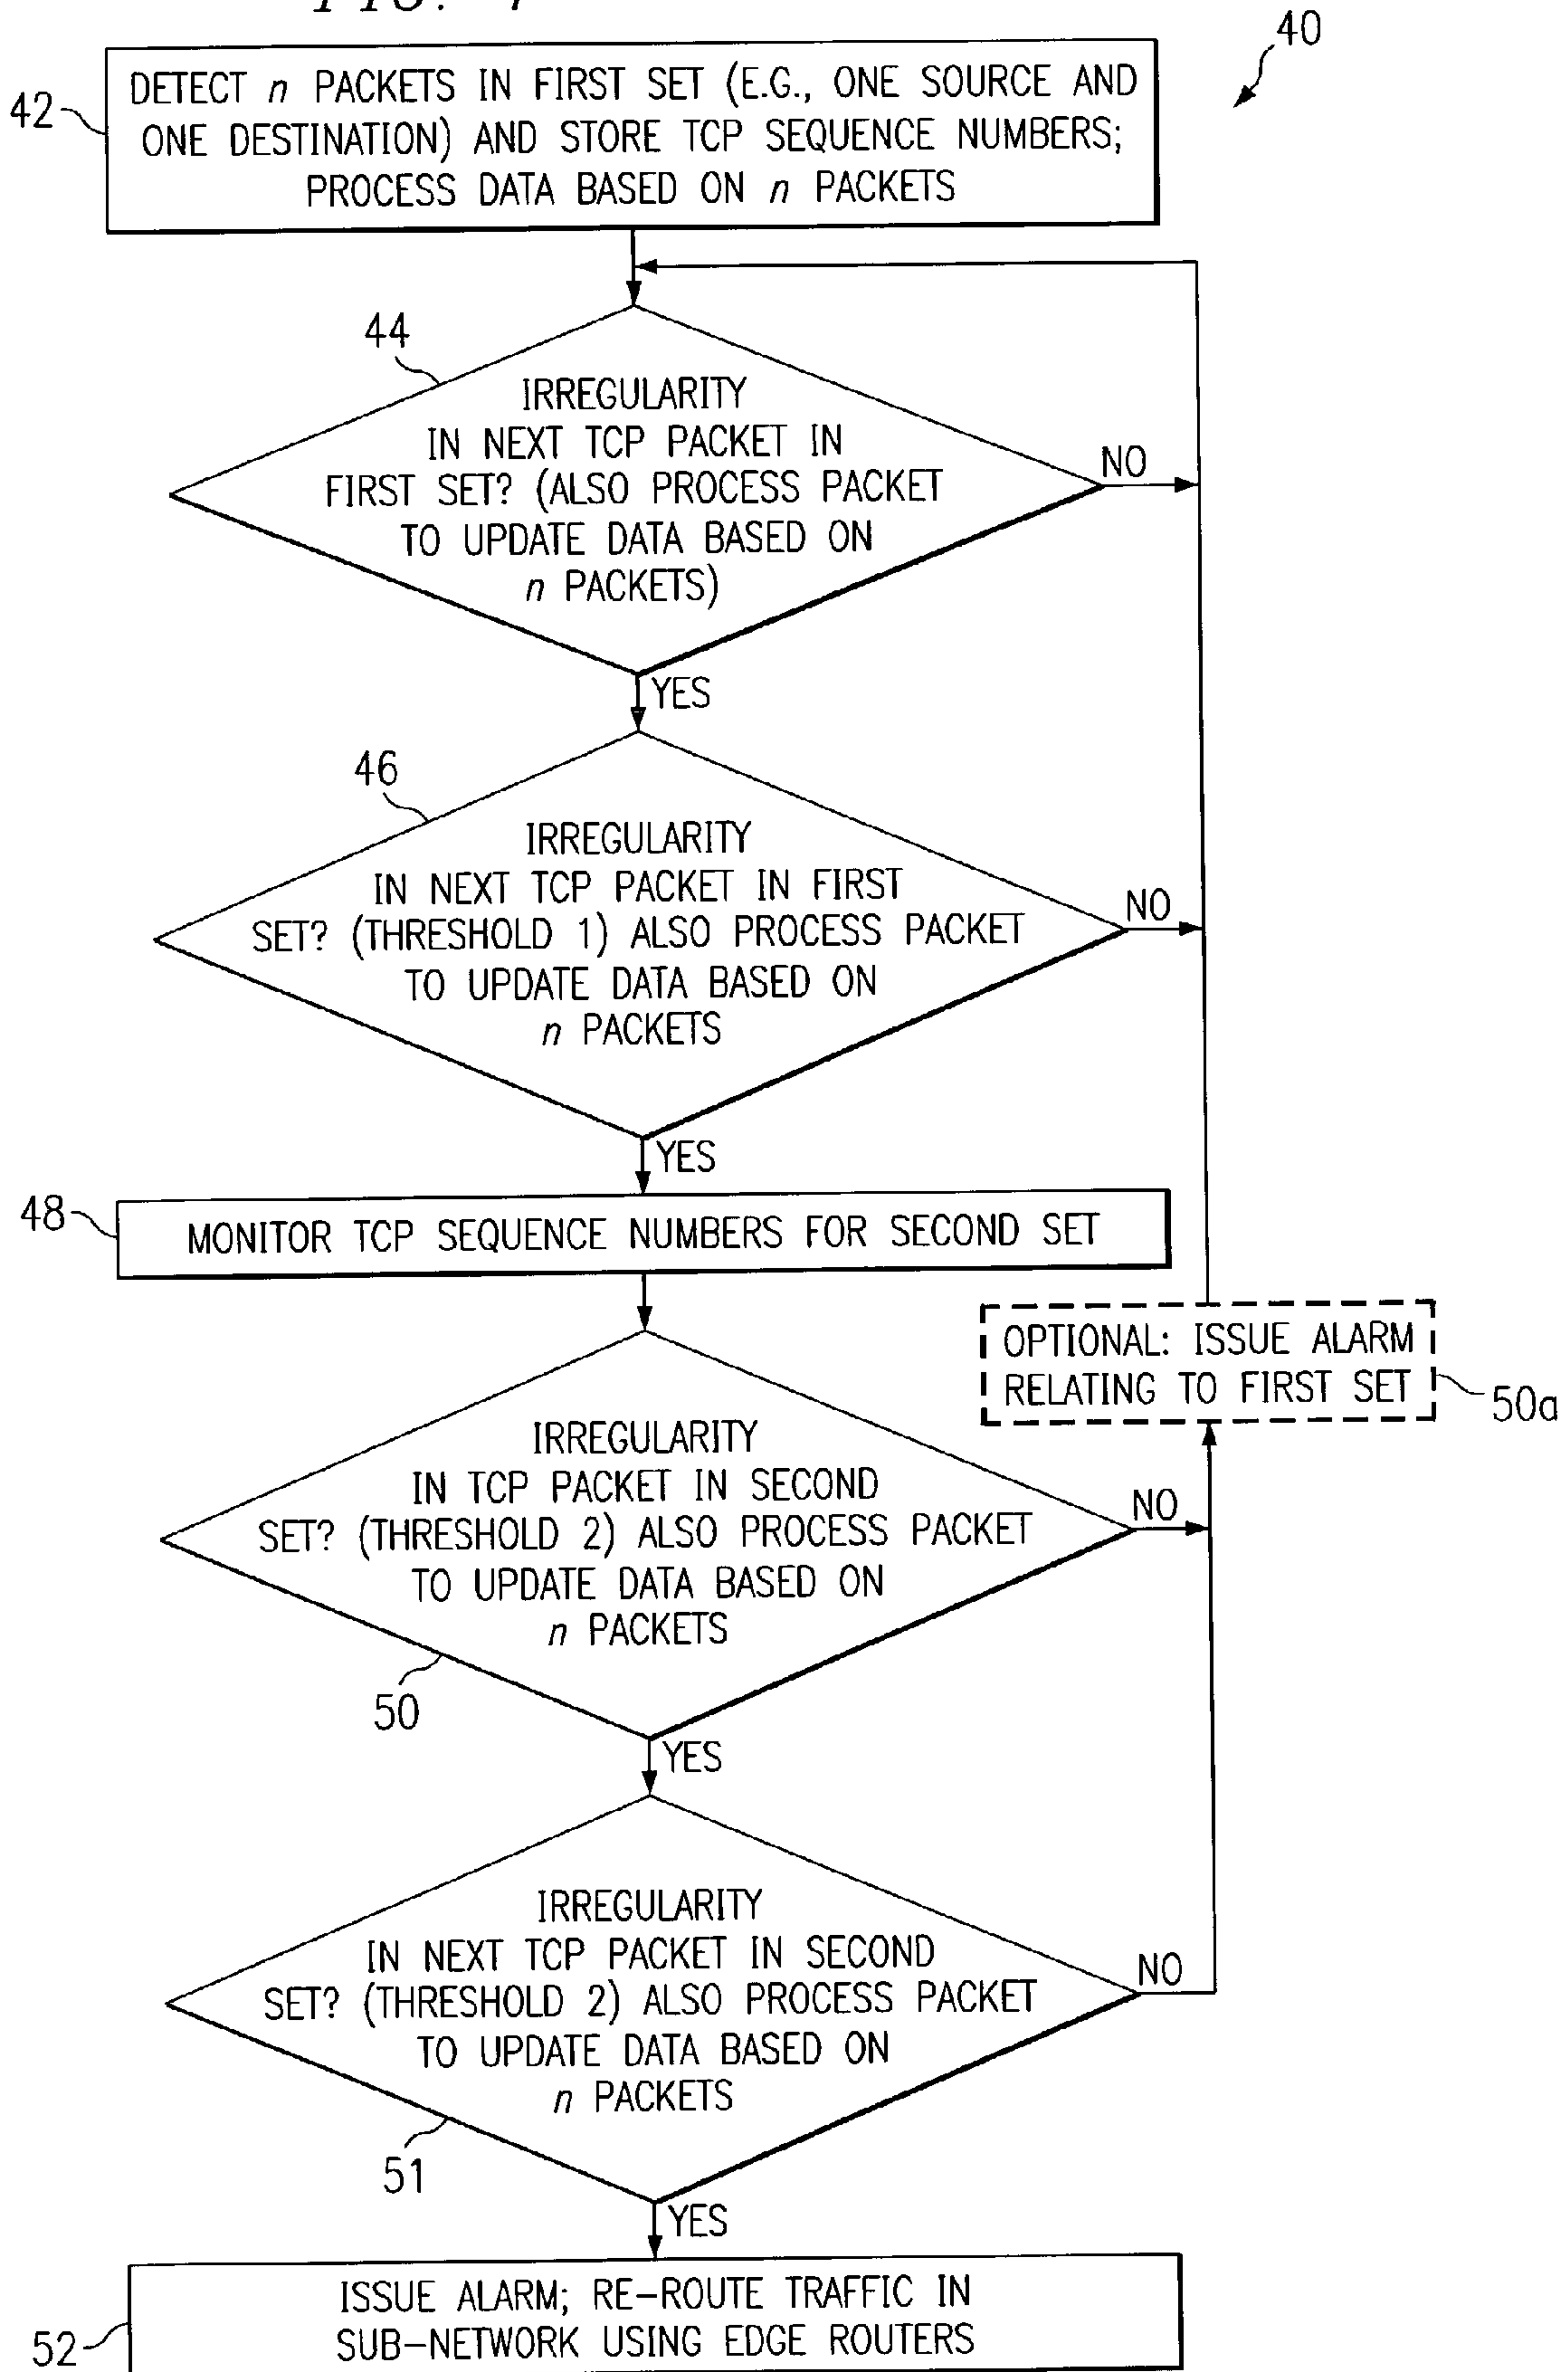 40
42
DETECT n PACKETS IN FIRST SET (E.G., ONE SOURCE AND
ONE DESTINATION) AND STORE TCP SEQUENCE NUMBERS;
PROCESS DATA BASED ON n PACKETS
44
IRREGULARITY
IN NEXT TCP PACKET IN
FIRST SET? (ALSO PROCESS PACKET
TO UPDATE DATA BASED ON
n PACKETS)
NO
YES
46
IRREGULARITY
IN NEXT TCP PACKET IN FIRST
SET? (THRESHOLD 1) ALSO PROCESS PACKET
TO UPDATE DATA BASED ON
n PACKETS
NO
YES
48
MONITOR TCP SEQUENCE NUMBERS FOR SECOND SET
OPTIONAL: ISSUE ALARM
RELATING TO FIRST SET
50a
IRREGULARITY
IN TCP PACKET IN SECOND
SET? (THRESHOLD 2) ALSO PROCESS PACKET
TO UPDATE DATA BASED ON
n PACKETS
NO
50
YES
IRREGULARITY
IN NEXT TCP PACKET IN SECOND
SET? (THRESHOLD 2) ALSO PROCESS PACKET
TO UPDATE DATA BASED ON
n PACKETS
NO
51
YES
52
ISSUE ALARM; RE-ROUTE TRAFFIC IN
SUB-NETWORK USING EDGE ROUTERS